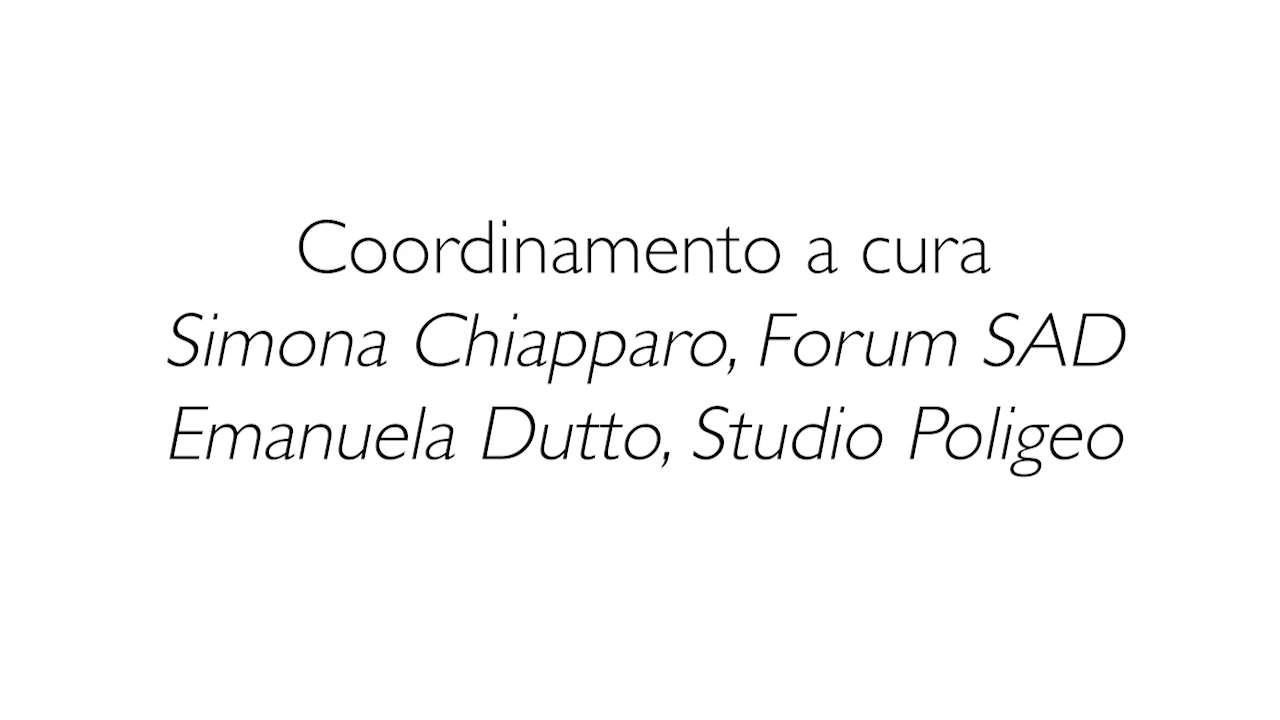 Coordinamento a cura
Simona Chiapparo, Forum SAD
Emanuela Dutto, Studio Poligeo